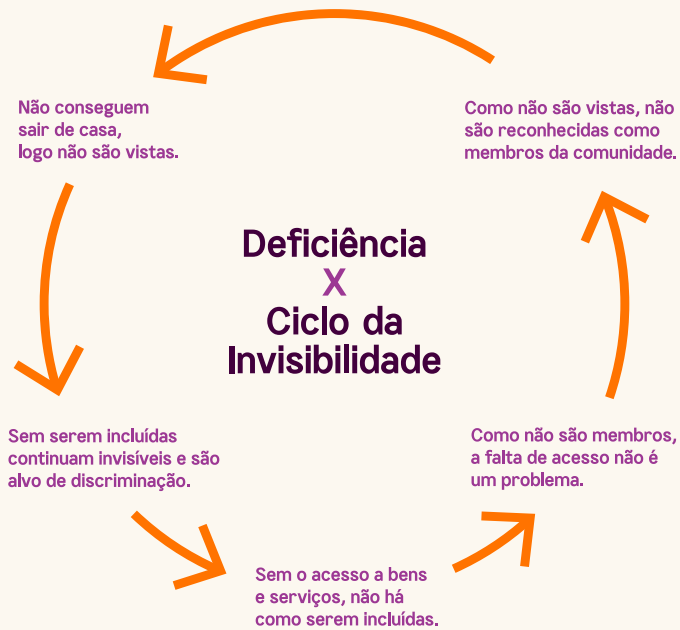 Não conseguem
sair de casa,
logo não são vistas.
Como não são vistas, não
são reconhecidas como
membros da comunidade.
Deficiência
X
Ciclo da
Invisibilidade
Sem serem incluídas
continuam invisíveis e são
alvo de discriminação.
Como não são membros,
a falta de acesso não é
um problema.
Sem o acesso a bens
e serviços, não há
como serem incluídas.